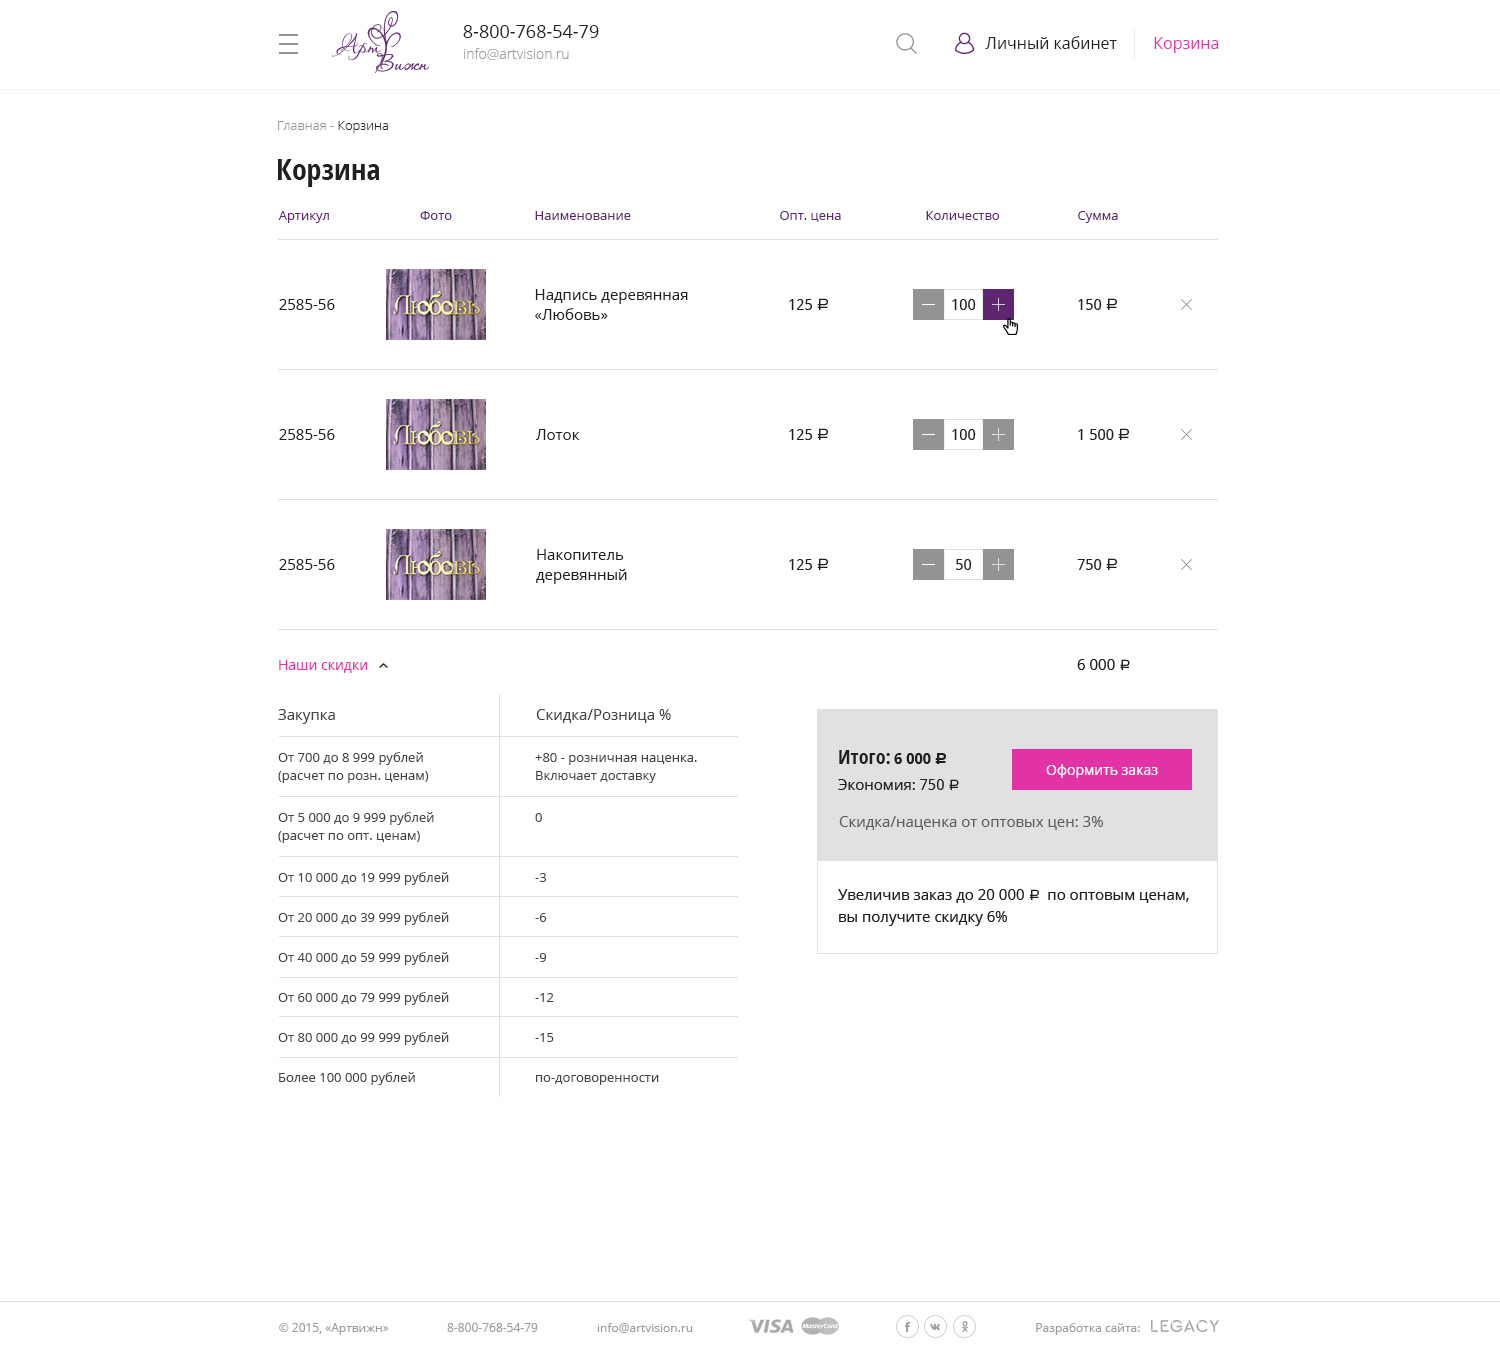 Арт Вижн
8-800-768-54-79
info@artvision.ru
Личный кабинет
Корзина
Главная - Корзина
Корзина
Артикул Фото Наименование Опт. цена Количество Сумма
2585-56 Любовь Надпись деревянная «Любовь» 125 ₽ 100 150 ₽
2585-56 Любовь Лоток 125 ₽ 100 1 500 ₽
2585-56 Любовь Накопитель деревянный 125 ₽ 50 750 ₽
Наши скидки 6 000 ₽
Закупка Скидка/Розница %
От 700 до 8 999 рублей +80 - розничная наценка.
(расчет по розн. ценам) Включает доставку
От 5 000 до 9 999 рублей 0
(расчет по опт. ценам)
От 10 000 до 19 999 рублей -3
От 20 000 до 39 999 рублей -6
От 40 000 до 59 999 рублей -9
От 60 000 до 79 999 рублей -12
От 80 000 до 99 999 рублей -15
Более 100 000 рублей по-договоренности
Итого: 6 000 ₽
Экономия: 750 ₽
Оформить заказ
Скидка/наценка от оптовых цен: 3%
Увеличив заказ до 20 000 ₽ по оптовым ценам,
вы получите скидку 6%
© 2015, «Артвижн» 8-800-768-54-79 info@artvision.ru VISA MasterCard Разработка сайта: LEGACY